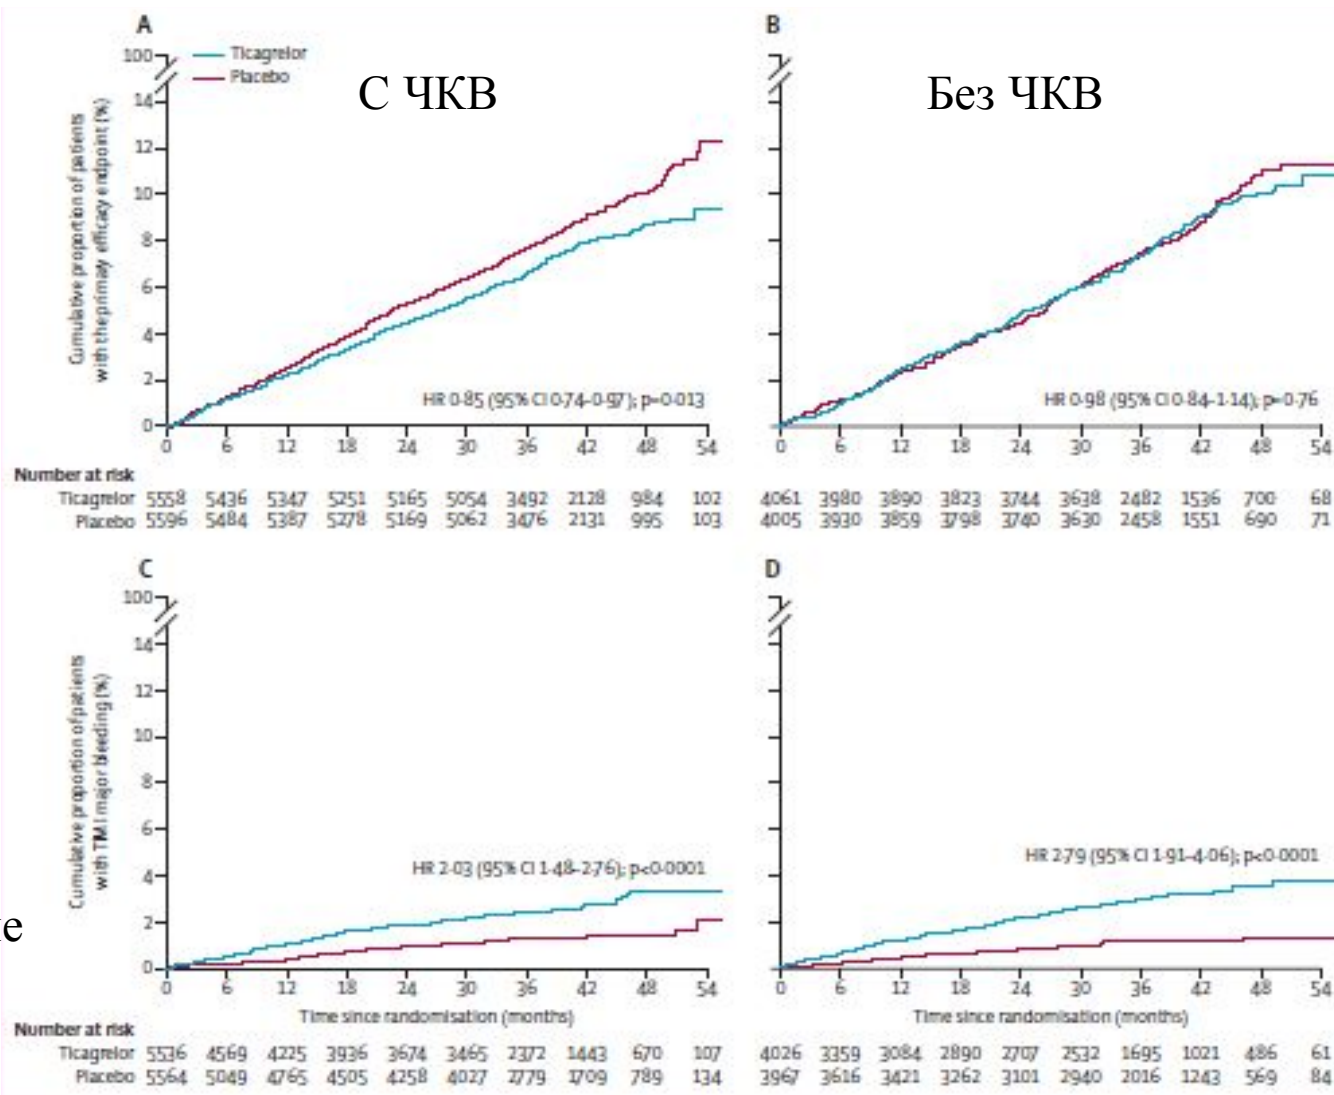 A
B
100
Ticagrelor
Placebo
С ЧКВ
Без ЧКВ
14
12
10
8
6
4
2
0
Cumulative proportion of patients
with the primary efficacy endpoint (%)
HR 0·85 (95% CI 0·74–0·97); p=0·013
HR 0·98 (95% CI 0·84–1·14); p=0·76
0 6 12 18 24 30 36 42 48 54
0 6 12 18 24 30 36 42 48 54
Number at risk
Ticagrelor 5558 5436 5347 5251 5165 5054 3492 2128 984 102
4061 3980 3890 3823 3744 3638 2482 1536 700 68
Placebo 5596 5484 5387 5278 5169 5062 3476 2131 995 103
4005 3930 3859 3798 3740 3630 2458 1551 690 71
C
D
100
14
12
10
8
6
4
2
0
Cumulative proportion of patients
with TIMI major bleeding (%)
HR 2·03 (95% CI 1·48–2·76); p<0·0001
HR 2·79 (95% CI 1·91–4·06); p<0·0001
е
0 6 12 18 24 30 36 42 48 54
0 6 12 18 24 30 36 42 48 54
Time since randomisation (months)
Time since randomisation (months)
Number at risk
Ticagrelor 5536 4569 4225 3936 3674 3465 2372 1443 670 107
4026 3359 3084 2890 2707 2532 1695 1021 486 61
Placebo 5564 5049 4765 4505 4258 4027 2779 1709 789 134
3967 3616 3421 3262 3101 2940 2016 1243 569 84